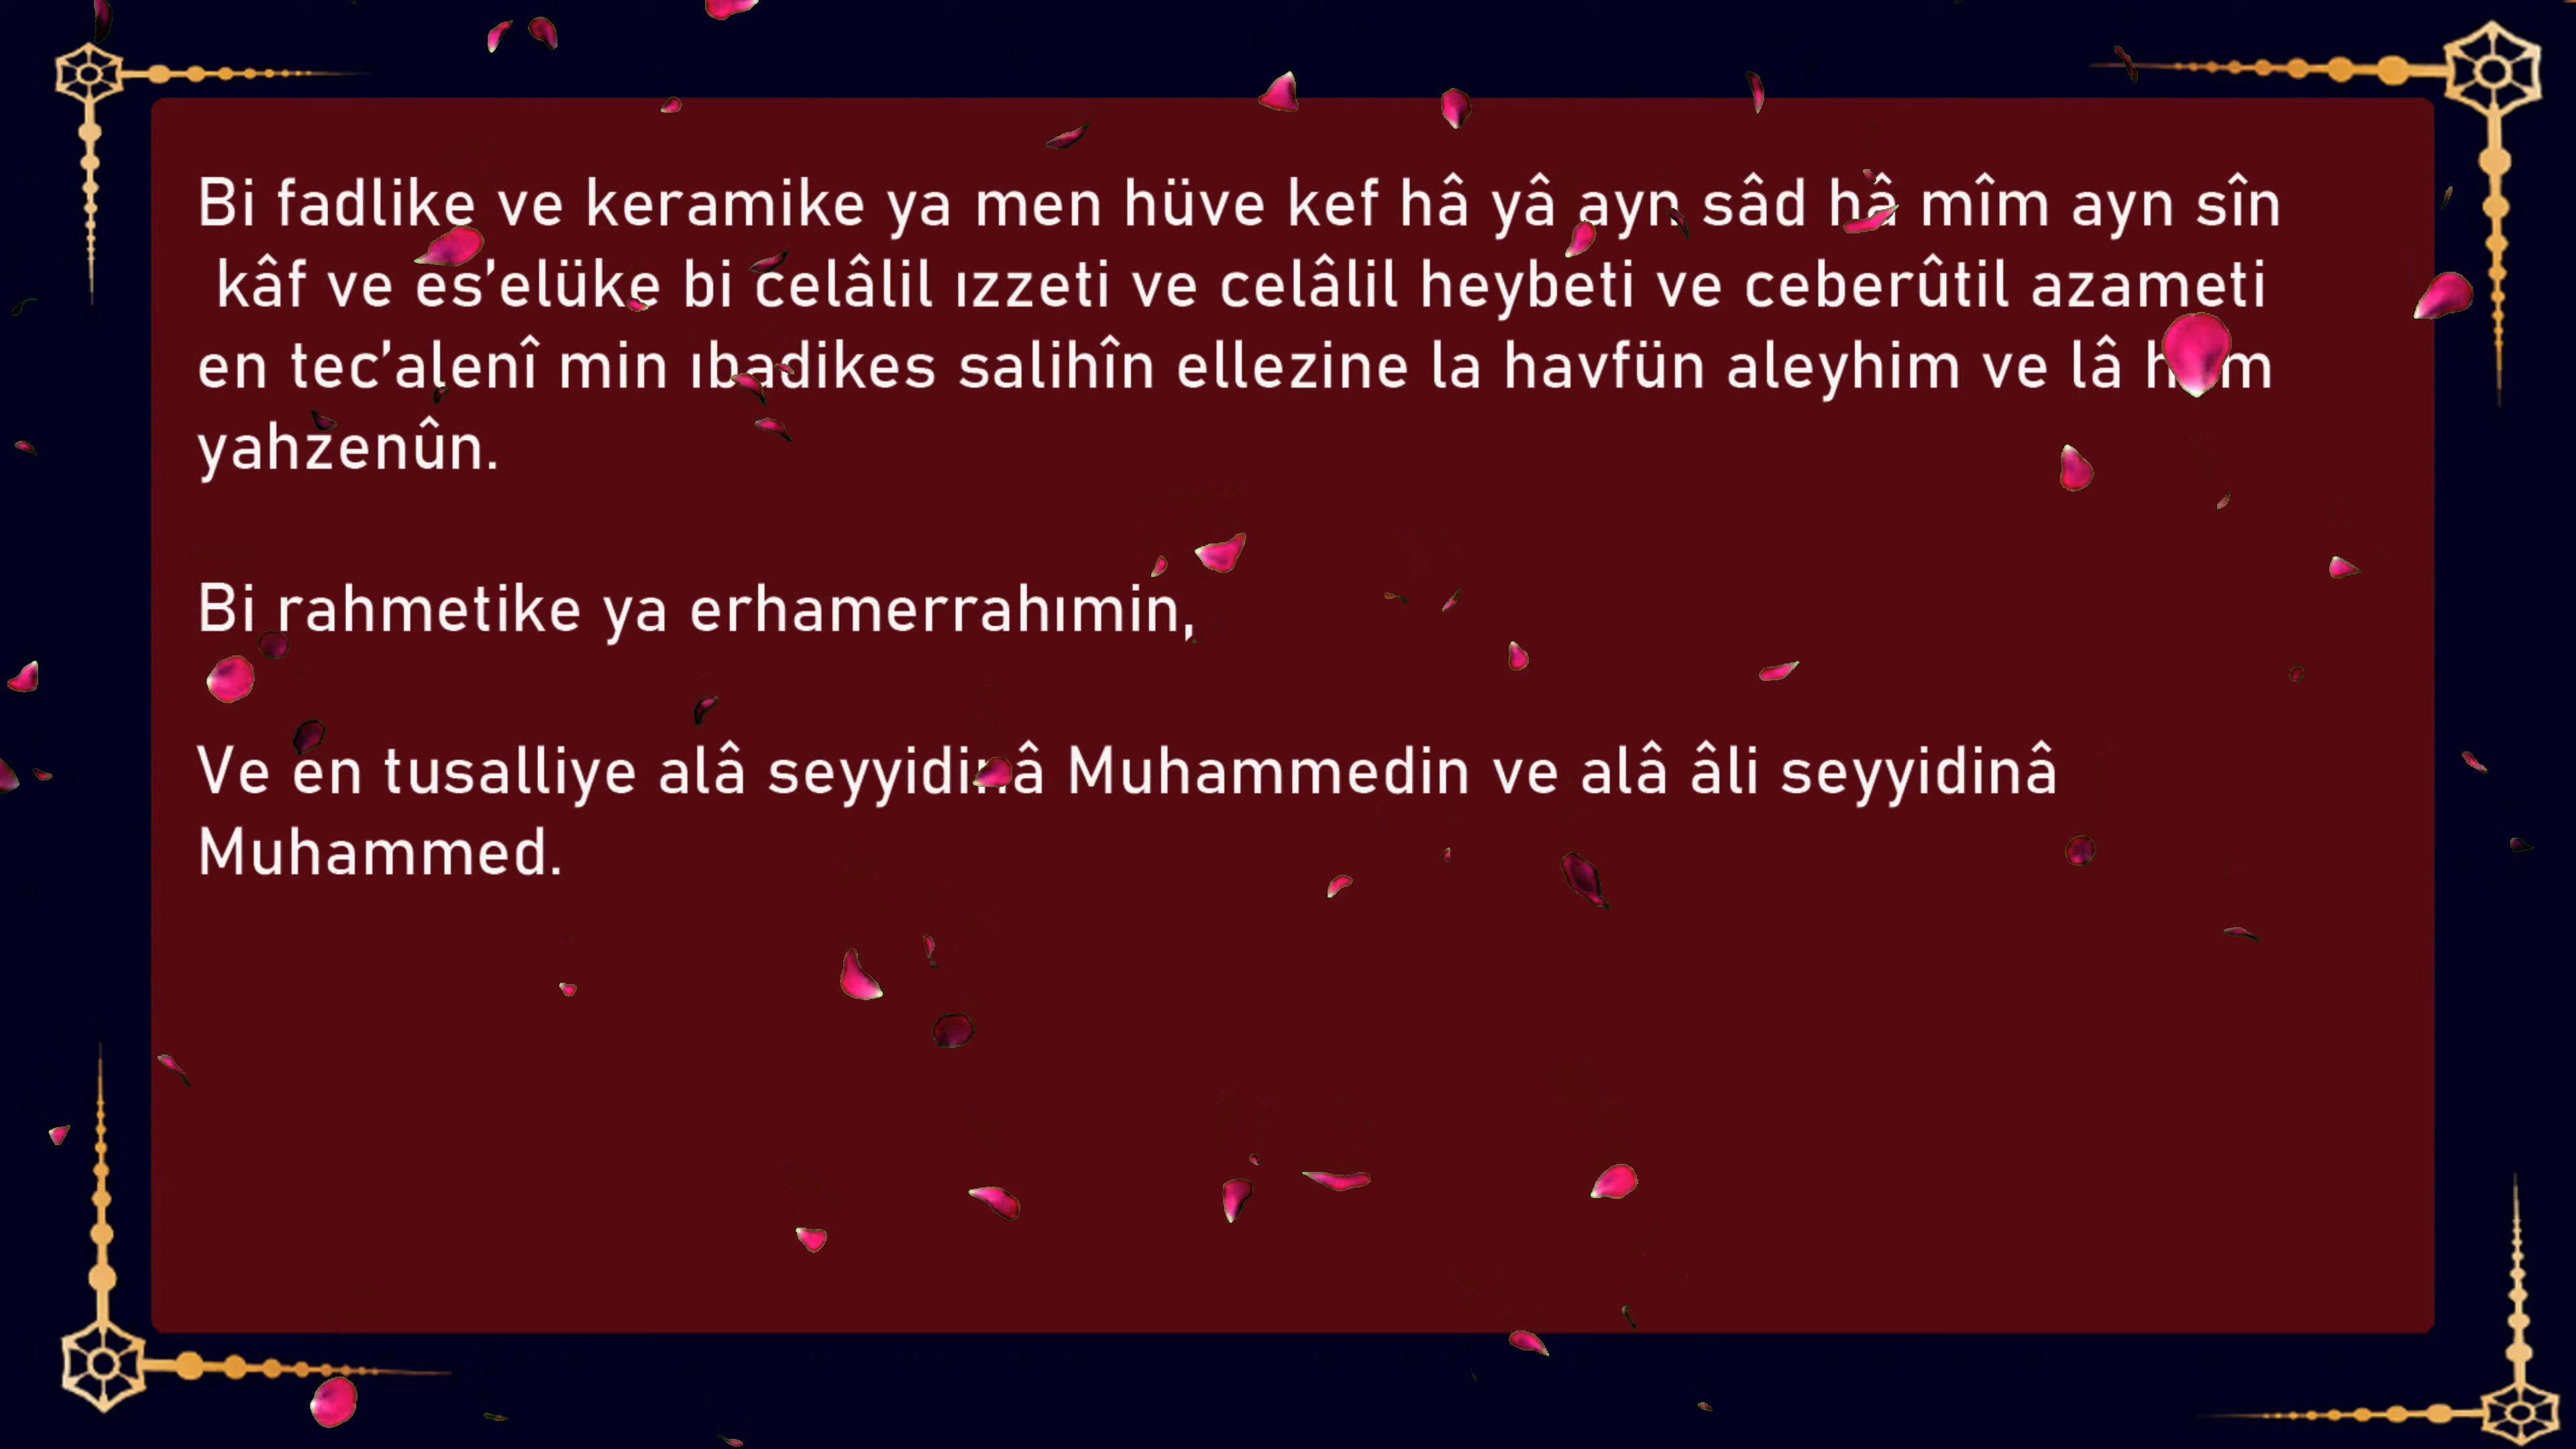 Bi fadlike ve keramike ya men hüve kef hâ yâ ayn sâd hâ mîm ayn sîn
kâf ve es’elüke bi celâlil ızzeti ve celâlil heybeti ve ceberûtil azameti
en tec’alenî min ıbadikes salihîn ellezine la havfün aleyhim ve lâ
yahzenûn.
Bi rahmetike ya erhamerrahımin,
Ve en tusalliye alâ seyyidinâ Muhammedin ve alâ âli seyyidinâ
Muhammed.